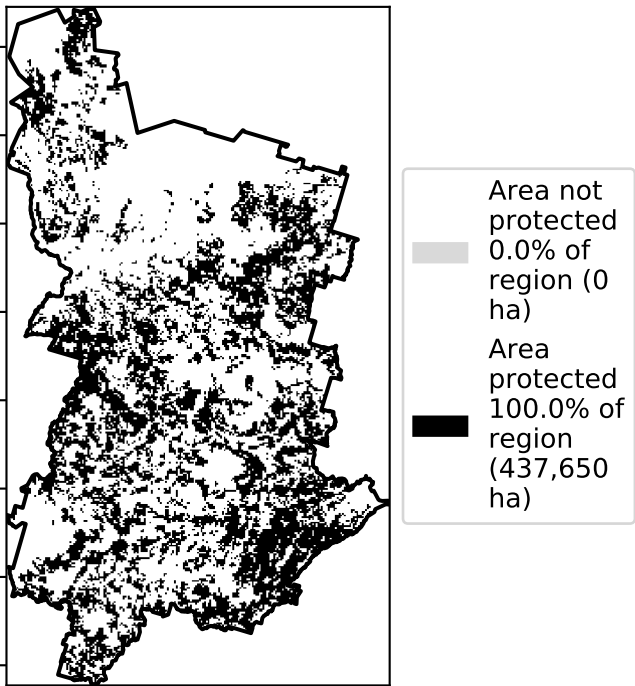 Area not
protected
0.0% of
region (0
ha)
Area
protected
100.0% of
region
(437,650
ha)